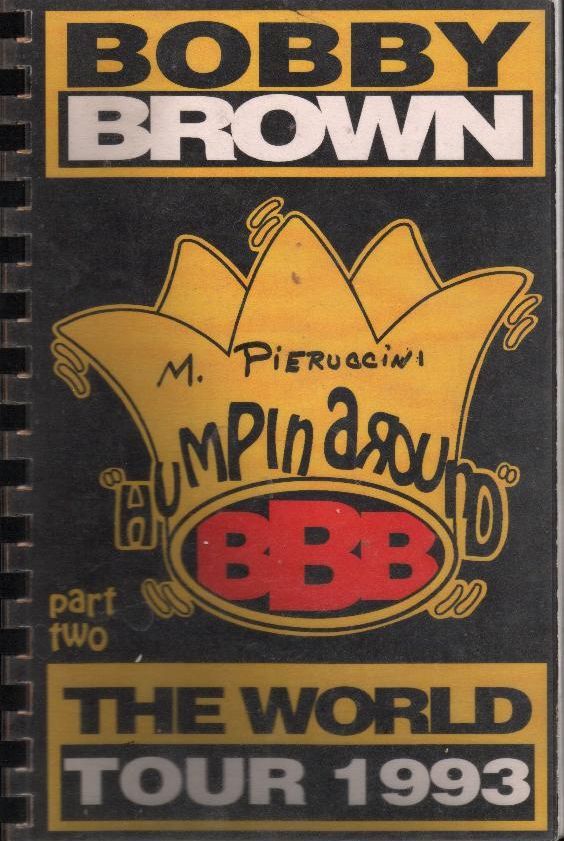 BOBBY
BROWN
M. PIERUCCINI
"HUMPIN AROUND"
BBB
part
two
THE WORLD
TOUR 1993